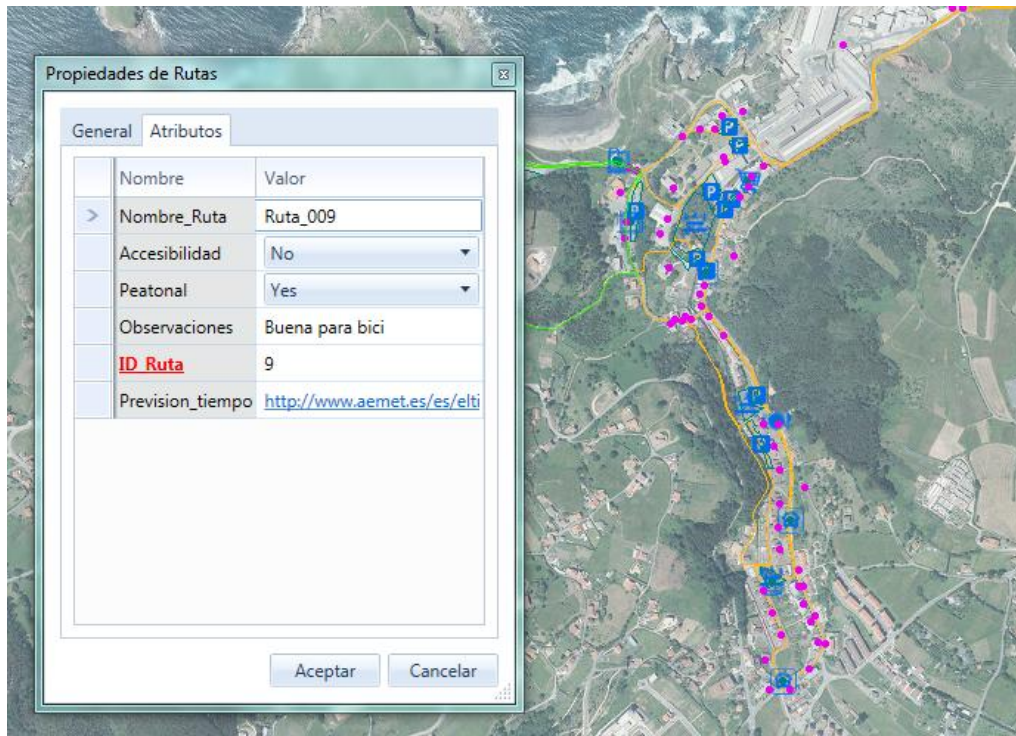 Propiedades de Rutas
General Atributos
Nombre Valor
Nombre_Ruta Ruta_009
Accesibilidad No
Peatonal Yes
Observaciones Buena para bici
ID_Ruta 9
Prevision_tiempo http://www.aemet.es/es/elti
Aceptar Cancelar
P
P
P
P
P
P
P
P